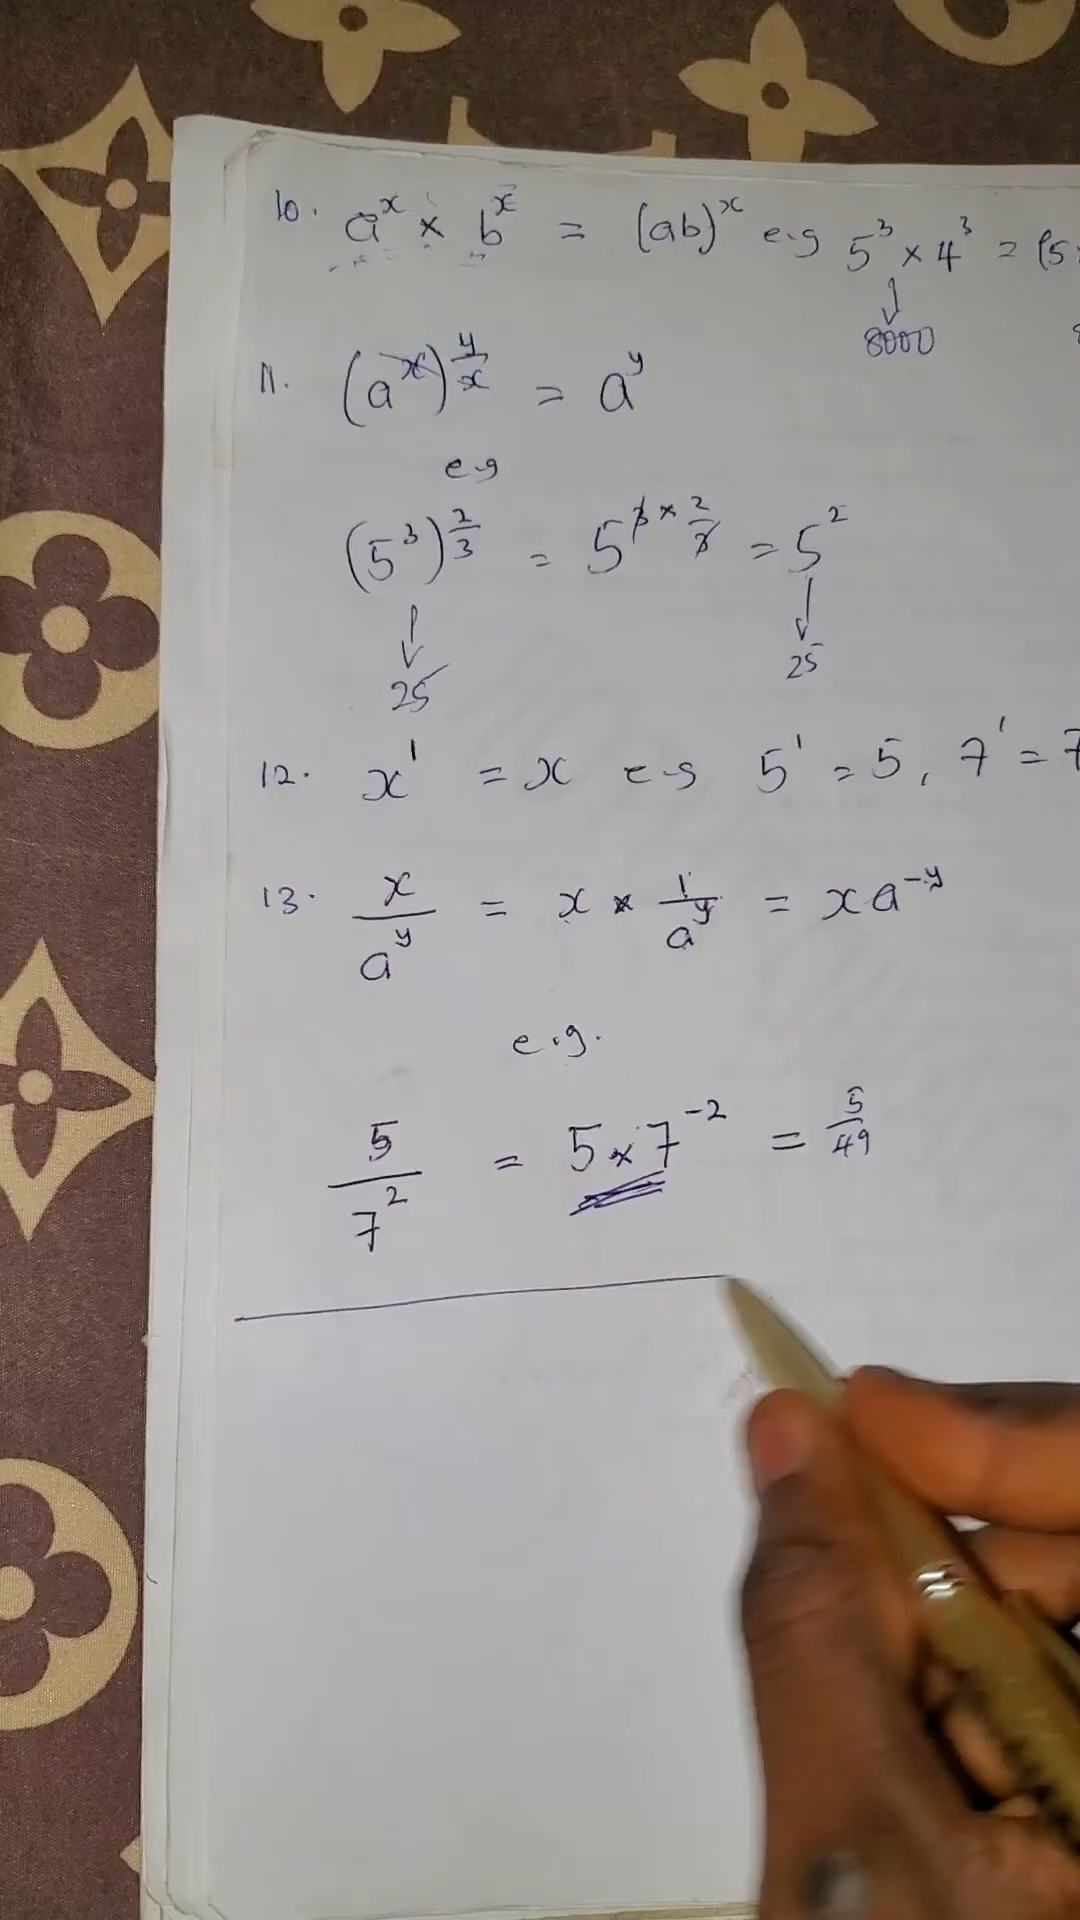 10. a^x × b^x = (ab)^x e.g 5^3 × 4^3 = (5
8000
11. (a^x)^(y/x) = a^y
e.g
(5^3)^(2/3) = 5^(3 × 2/3) = 5^2
25 25
12. x^1 = x e.g 5^1 = 5, 7^1 = 7
13. x/a^y = x × 1/a^y = xa^-y
e.g.
5/7^2 = 5×7^-2 = 5/49